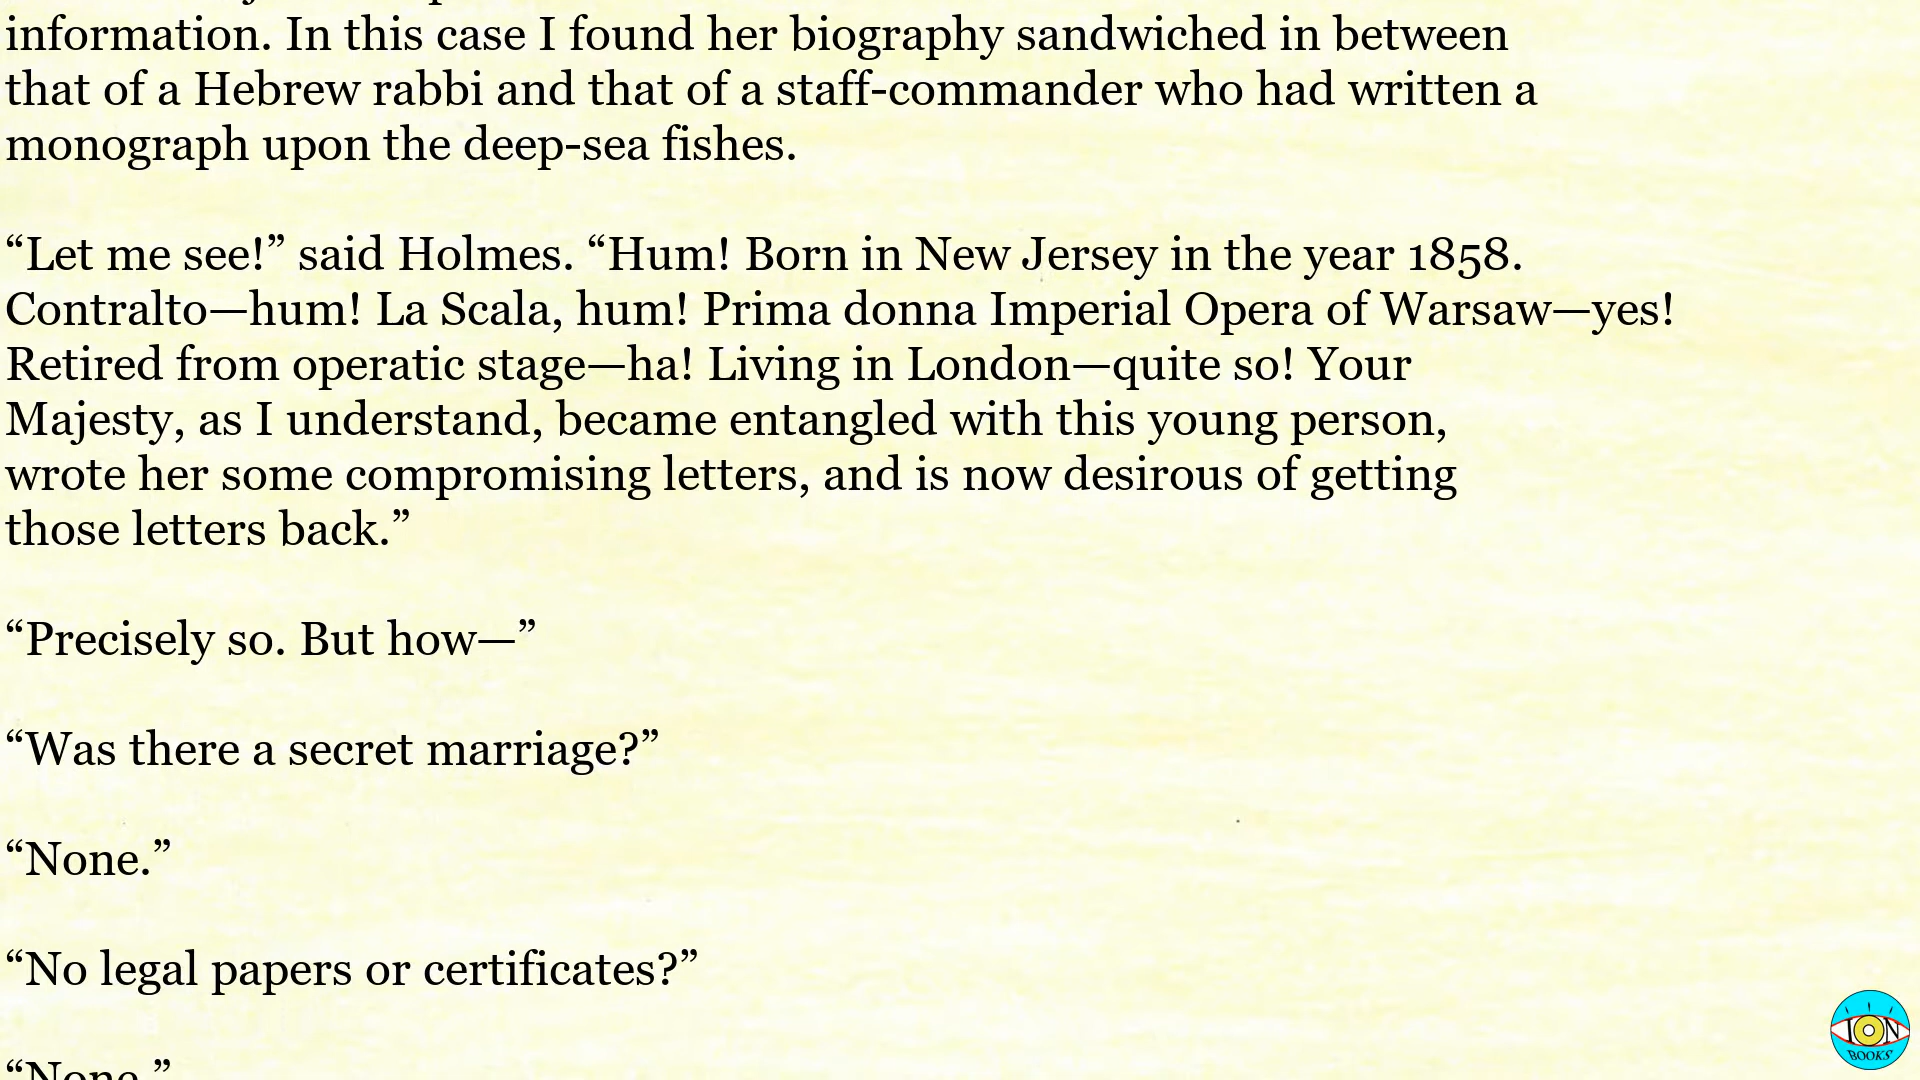 information. In this case I found her biography sandwiched in between
that of a Hebrew rabbi and that of a staff-commander who had written a
monograph upon the deep-sea fishes.
“Let me see!” said Holmes. “Hum! Born in New Jersey in the year 1858.
Contralto—hum! La Scala, hum! Prima donna Imperial Opera of Warsaw—yes!
Retired from operatic stage—ha! Living in London—quite so! Your
Majesty, as I understand, became entangled with this young person,
wrote her some compromising letters, and is now desirous of getting
those letters back.”
“Precisely so. But how—”
“Was there a secret marriage?”
“None.”
“No legal papers or certificates?”
“None.”
ION
BOOKS